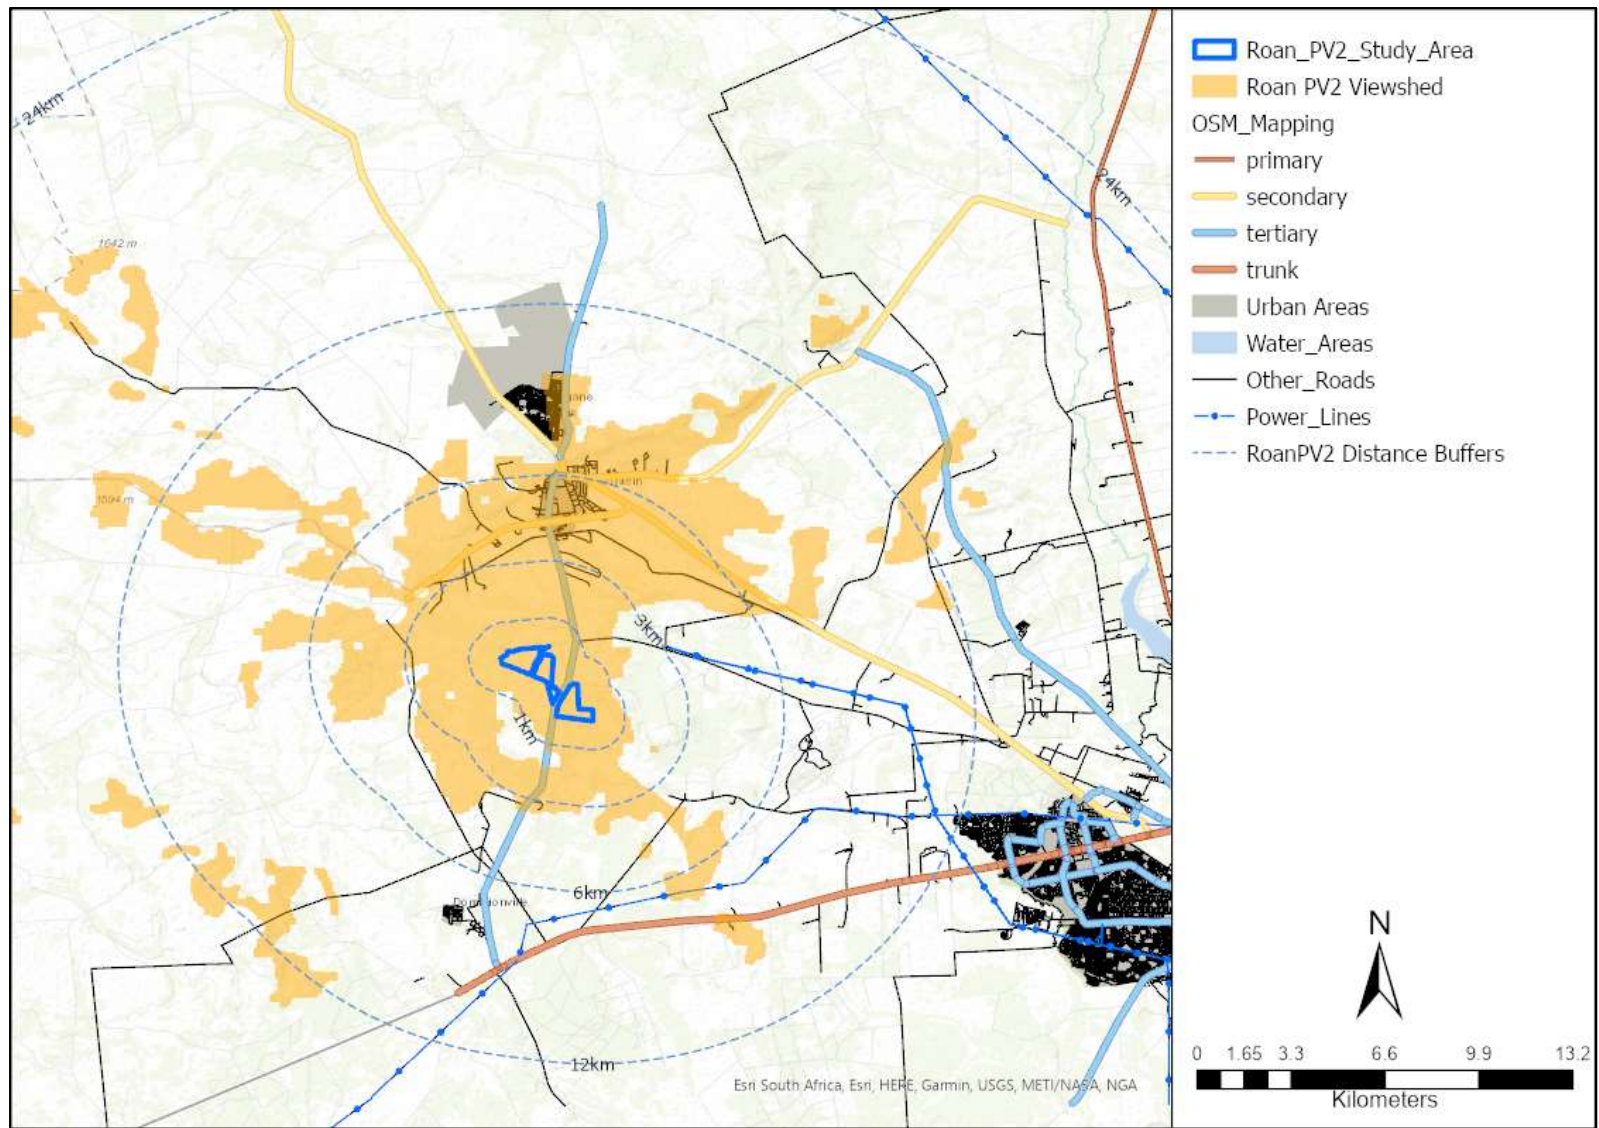 24km
24km
1642 m
1594 m
3km
1km
6km
12km
Esri South Africa, Esri, HERE, Garmin, USGS, METI/NASA, NGA
Roan_PV2_Study_Area
Roan PV2 Viewshed
OSM_Mapping
primary
secondary
tertiary
trunk
Urban Areas
Water_Areas
Other_Roads
Power_Lines
RoanPV2 Distance Buffers
N
0 1.65 3.3 6.6 9.9 13.2
Kilometers